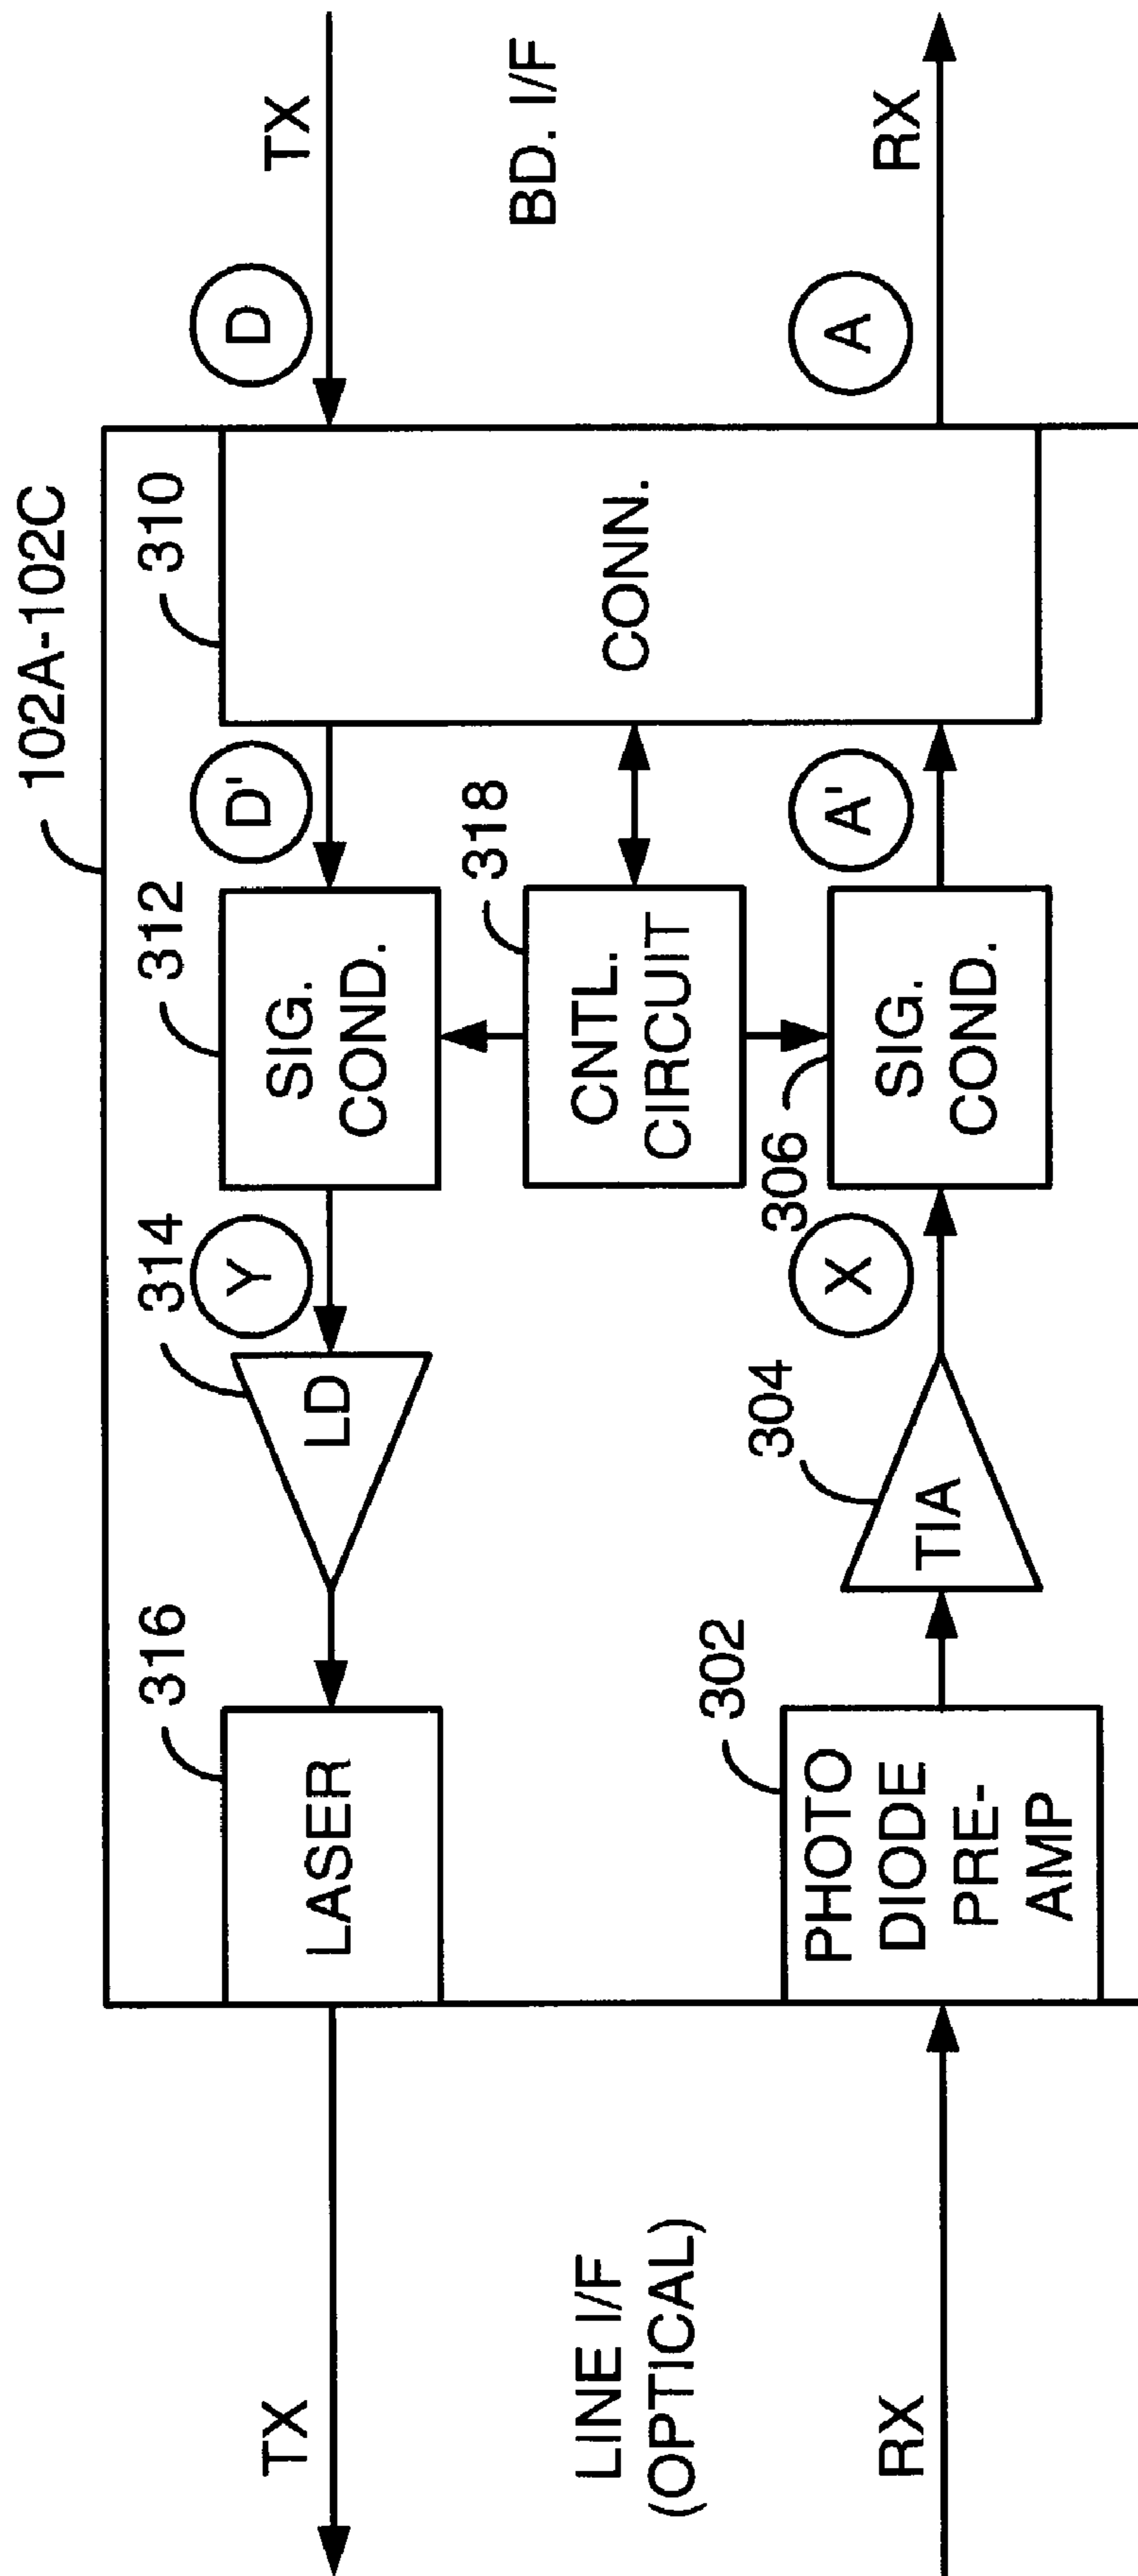 102A-102C
TX
LINE I/F
(OPTICAL)
RX
316
LASER
314
LD
Y
312
SIG.
COND.
D'
310
CONN.
D
TX
BD. I/F
318
CNTL.
CIRCUIT
302
PHOTO
DIODE
PRE-
AMP
304
TIA
X
306
SIG.
COND.
A'
A
RX